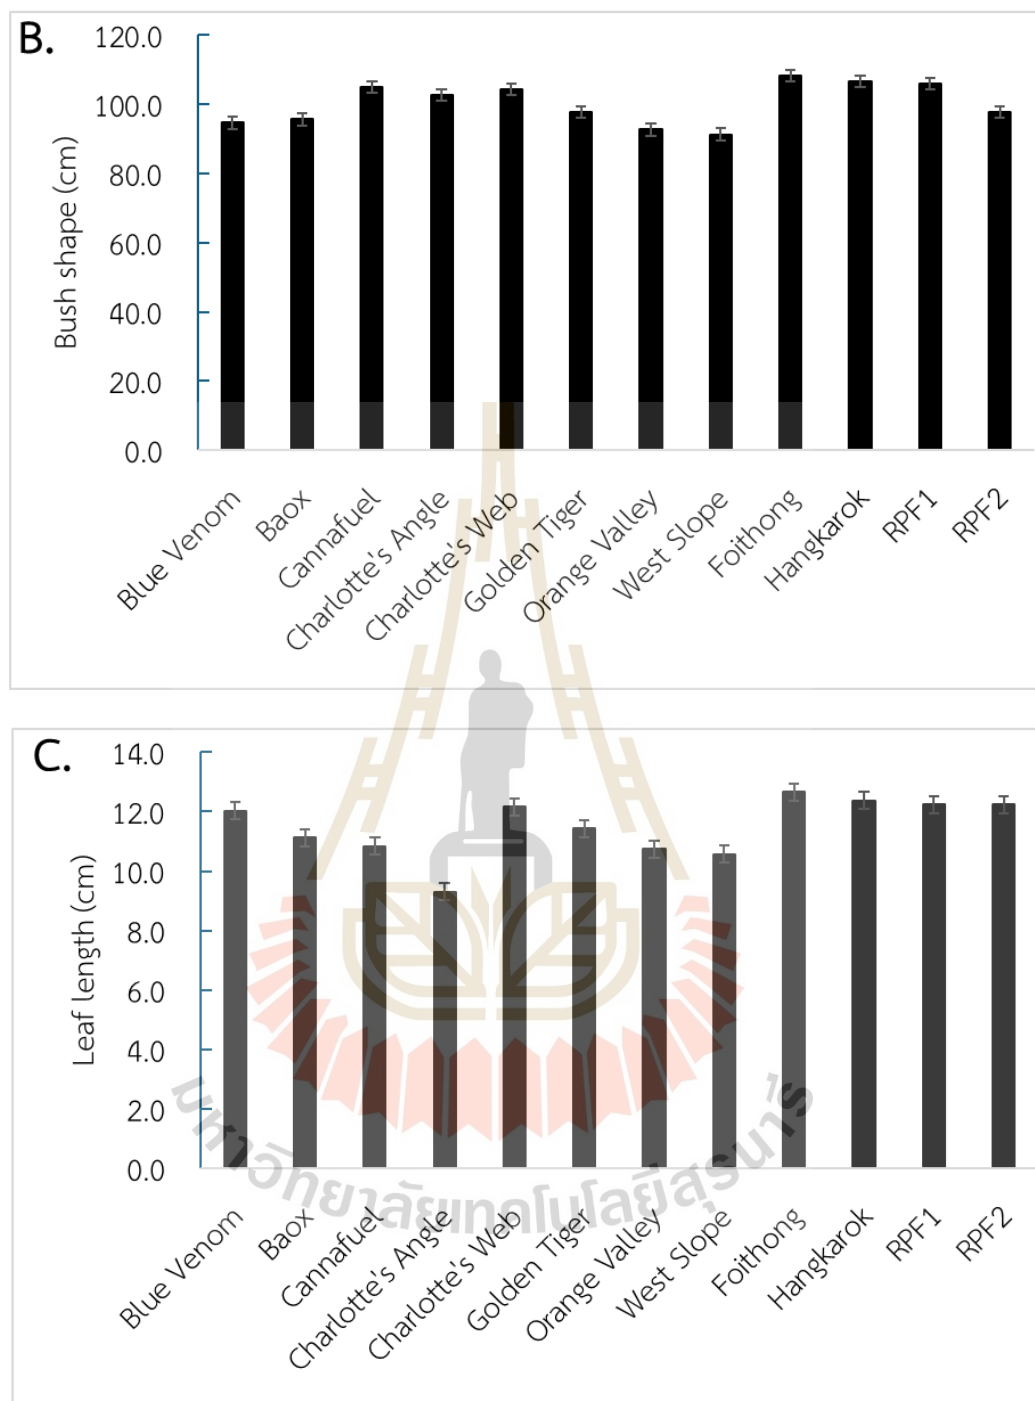 B.
Bush shape (cm)
120.0
100.0
80.0
60.0
40.0
20.0
0.0
Blue Venom
Baox
Cannafuel
Charlotte's Angle
Charlotte's Web
Golden Tiger
Orange Valley
West Slope
Foithong
Hangkarok
RPF1
RPF2
C.
Leaf length (cm)
14.0
12.0
10.0
8.0
6.0
4.0
2.0
0.0
Blue Venom
Baox
Cannafuel
Charlotte's Angle
Charlotte's Web
Golden Tiger
Orange Valley
West Slope
Foithong
Hangkarok
RPF1
RPF2
มหาวิทยาลัยเทคโนโลยีสุรนารี